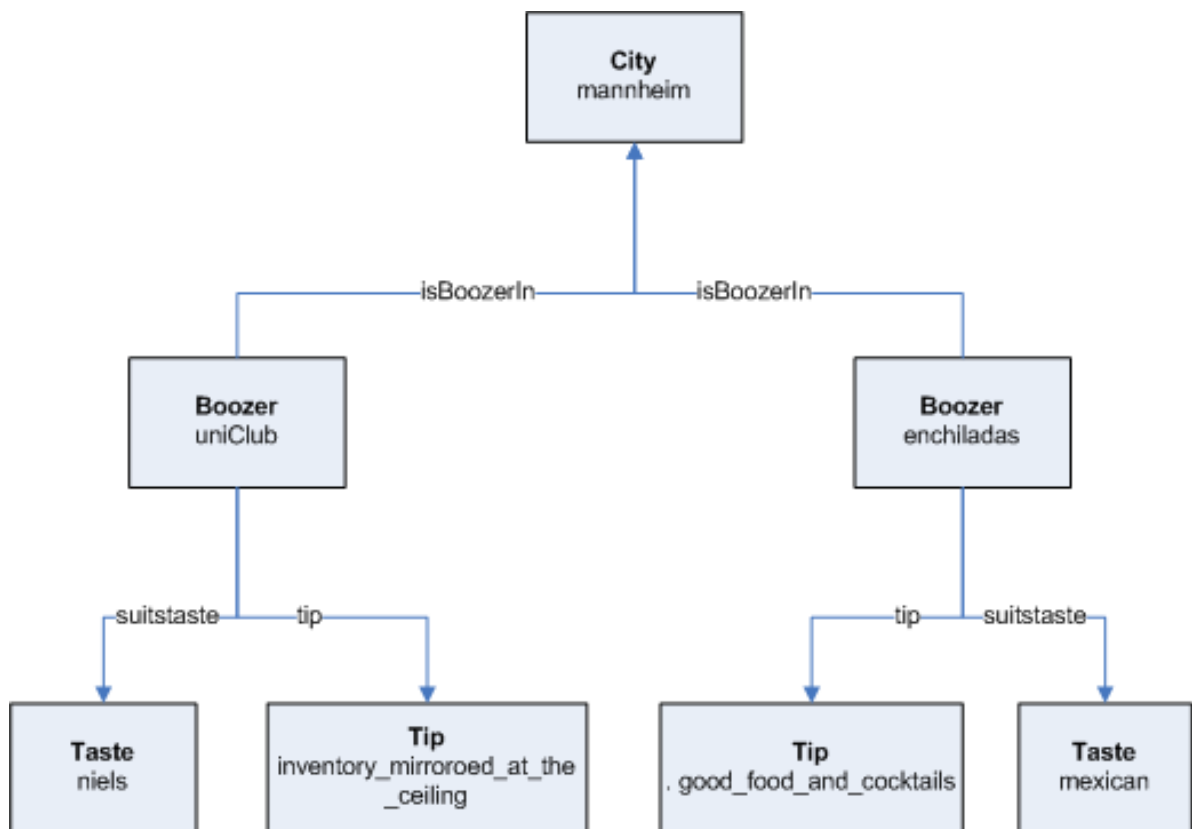 City
mannheim
isBoozerIn
isBoozerIn
Boozer
uniClub
Boozer
enchiladas
suitstaste
tip
tip
suitstaste
Taste
niels
Tip
inventory_mirroroed_at_the
_ceiling
Tip
. good_food_and_cocktails
Taste
mexican